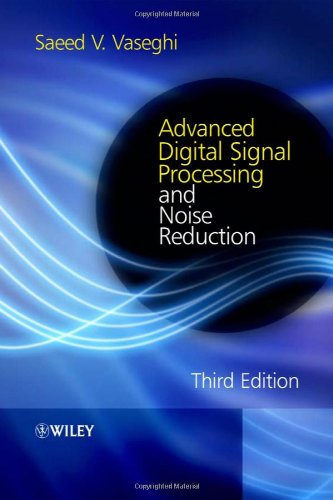 Saeed V. Vaseghi
Advanced
Digital Signal
Processing
and
Noise
Reduction
Third Edition
WILEY